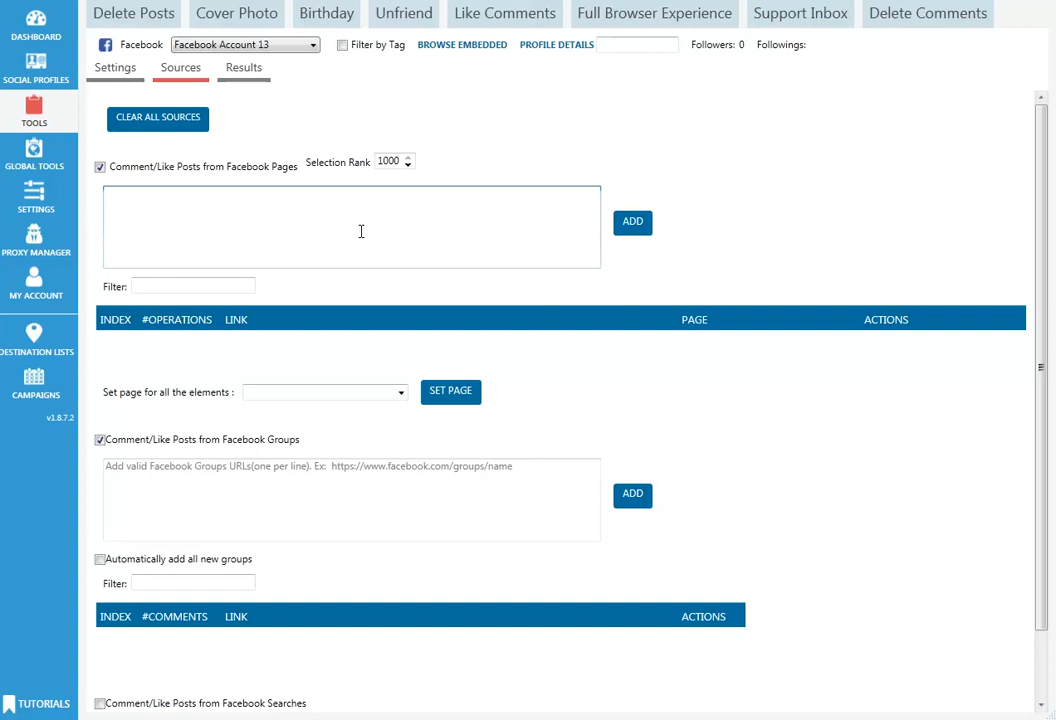 Delete Posts Cover Photo Birthday Unfriend Like Comments Full Browser Experience Support Inbox Delete Comments
DASHBOARD
SOCIAL PROFILES
TOOLS
GLOBAL TOOLS
SETTINGS
PROXY MANAGER
MY ACCOUNT
DESTINATION LISTS
CAMPAIGNS
v1.8.7.2
TUTORIALS
Facebook Facebook Account 13 Filter by Tag BROWSE EMBEDDED PROFILE DETAILS Followers: 0 Followings:
Settings Sources Results
CLEAR ALL SOURCES
Comment/Like Posts from Facebook Pages Selection Rank 1000
ADD
Filter:
INDEX #OPERATIONS LINK PAGE ACTIONS
Set page for all the elements : SET PAGE
Comment/Like Posts from Facebook Groups
Add valid Facebook Groups URLs(one per line). Ex: https://www.facebook.com/groups/name
ADD
Automatically add all new groups
Filter:
INDEX #COMMENTS LINK ACTIONS
Comment/Like Posts from Facebook Searches